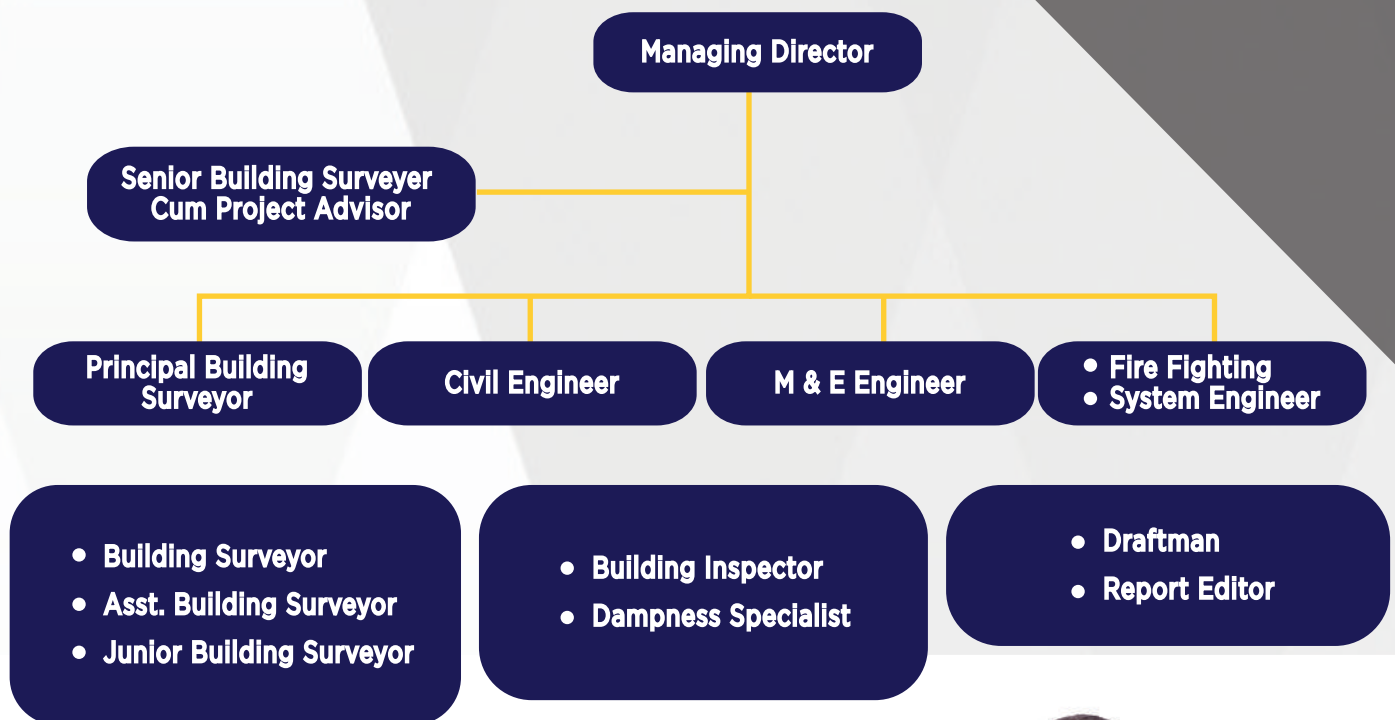 Managing Director
Senior Building Surveyer
Cum Project Advisor
Principal Building
Surveyor
Civil Engineer
M & E Engineer
• Fire Fighting
• System Engineer
• Building Surveyor
• Asst. Building Surveyor
• Junior Building Surveyor
• Building Inspector
• Dampness Specialist
• Draftman
• Report Editor